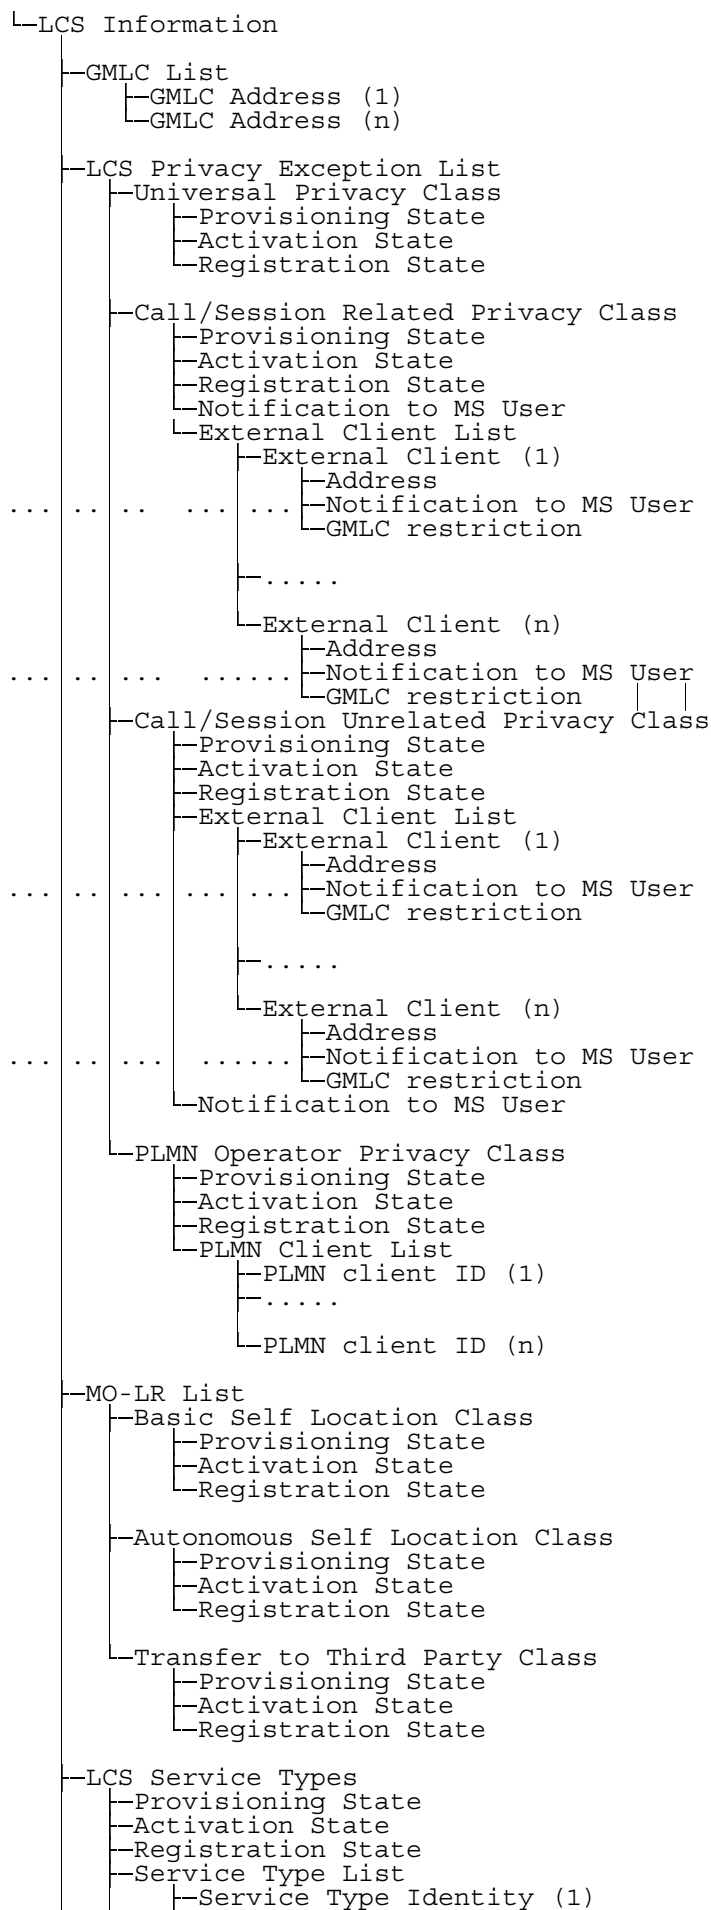 LCS Information
GMLC List
GMLC Address (1)
GMLC Address (n)
LCS Privacy Exception List
Universal Privacy Class
Provisioning State
Activation State
Registration State
Call/Session Related Privacy Class
Provisioning State
Activation State
Registration State
Notification to MS User
External Client List
External Client (1)
Address
... .. .. ... ... Notification to MS User
GMLC restriction
.....
External Client (n)
Address
... .. ... ...... Notification to MS User
GMLC restriction
Call/Session Unrelated Privacy Class
Provisioning State
Activation State
Registration State
External Client List
External Client (1)
Address
... .. ... ... ... Notification to MS User
GMLC restriction
.....
External Client (n)
Address
... .. ... ...... Notification to MS User
GMLC restriction
Notification to MS User
PLMN Operator Privacy Class
Provisioning State
Activation State
Registration State
PLMN Client List
PLMN client ID (1)
.....
PLMN client ID (n)
MO-LR List
Basic Self Location Class
Provisioning State
Activation State
Registration State
Autonomous Self Location Class
Provisioning State
Activation State
Registration State
Transfer to Third Party Class
Provisioning State
Activation State
Registration State
LCS Service Types
Provisioning State
Activation State
Registration State
Service Type List
Service Type Identity (1)